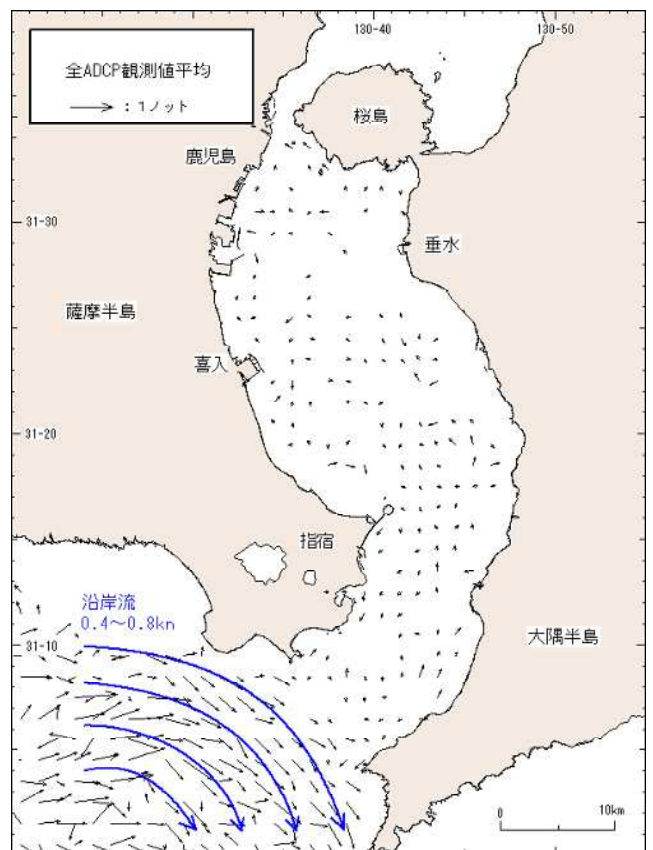 130-40
130-50
全ADCP観測値平均
：1ノット
桜島
鹿児島
31-30
垂水
薩摩半島
喜入
31-20
指宿
沿岸流
0.4～0.8kn
大隅半島
31-10
0
10km